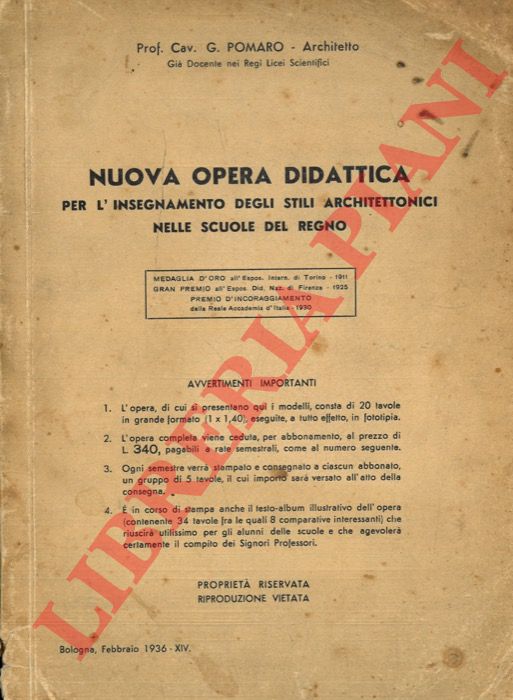 Prof. Cav. G. POMARO - Architetto
Già Docente nei Regi Licei Scientifici
NUOVA OPERA DIDATTICA
PER L'INSEGNAMENTO DEGLI STILI ARCHITETTONICI
NELLE SCUOLE DEL REGNO
MEDAGLIA D'ORO all'Espos. Intern. di Torino - 1911
GRAN PREMIO all'Espos. Did. Naz. di Firenze - 1925
PREMIO D'INCORAGGIAMENTO
della Reale Accademia d'Italia - 1930
AVVERTIMENTI IMPORTANTI
1. L'opera, di cui si presentano qui i modelli, consta di 20 tavole
in grande formato (1 x 1,40), eseguite, a tutto effetto, in fototipia.
2. L'opera completa viene ceduta, per abbonamento, al prezzo di
L. 340, pagabili a rate semestrali, come al numero seguente.
3. Ogni semestre verrà stampato e consegnato a ciascun abbonato,
un gruppo di 5 tavole, il cui importo sarà versato all'atto della
consegna.
4. È in corso di stampa anche il testo-album illustrativo dell'opera
(contenente 34 tavole fra le quali 8 comparative interessanti) che
riuscirà utilissimo per gli alunni delle scuole e che agevolerà
certamente il compito dei Signori Professori.
PROPRIETÀ RISERVATA
RIPRODUZIONE VIETATA
Bologna, Febbraio 1936 - XIV.
LIBRERIA PIANI